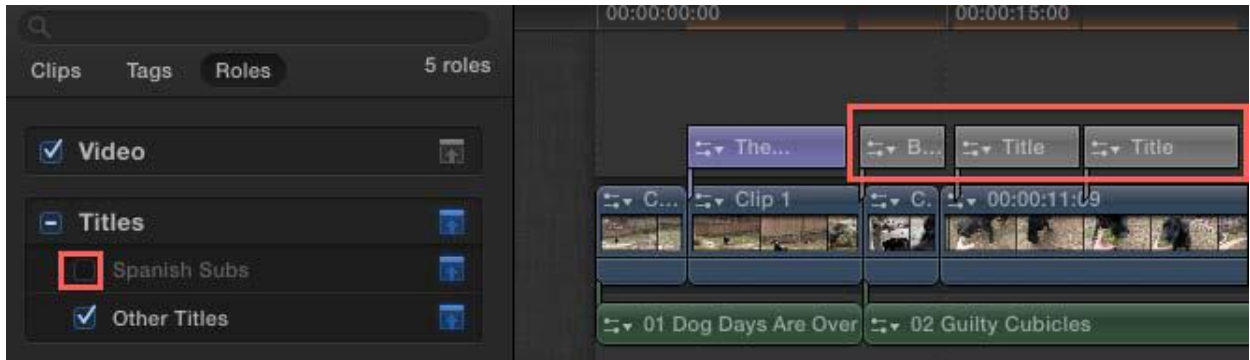 00:00:00:00 00:00:15:00
Clips Tags Roles 5 roles
Video
The... B... Title Title
C... Clip 1 C. 00:00:11:09
Titles
Spanish Subs
Other Titles
01 Dog Days Are Over 02 Guilty Cubicles